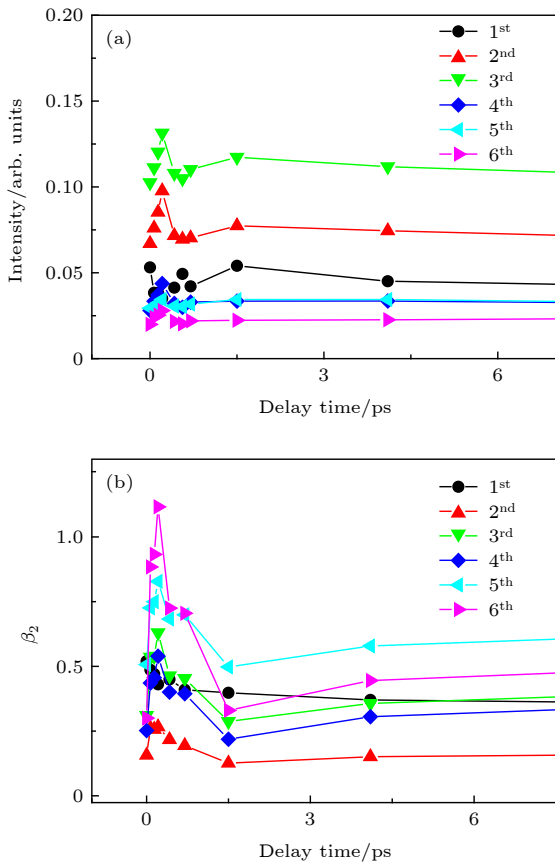 (a)
1st
2nd
3rd
4th
5th
6th
0.20
0.15
0.10
0.05
0
Intensity/arb. units
0
3
6
Delay time/ps
(b)
1st
2nd
3rd
4th
5th
6th
1.0
0.5
0
β2
0
3
6
Delay time/ps